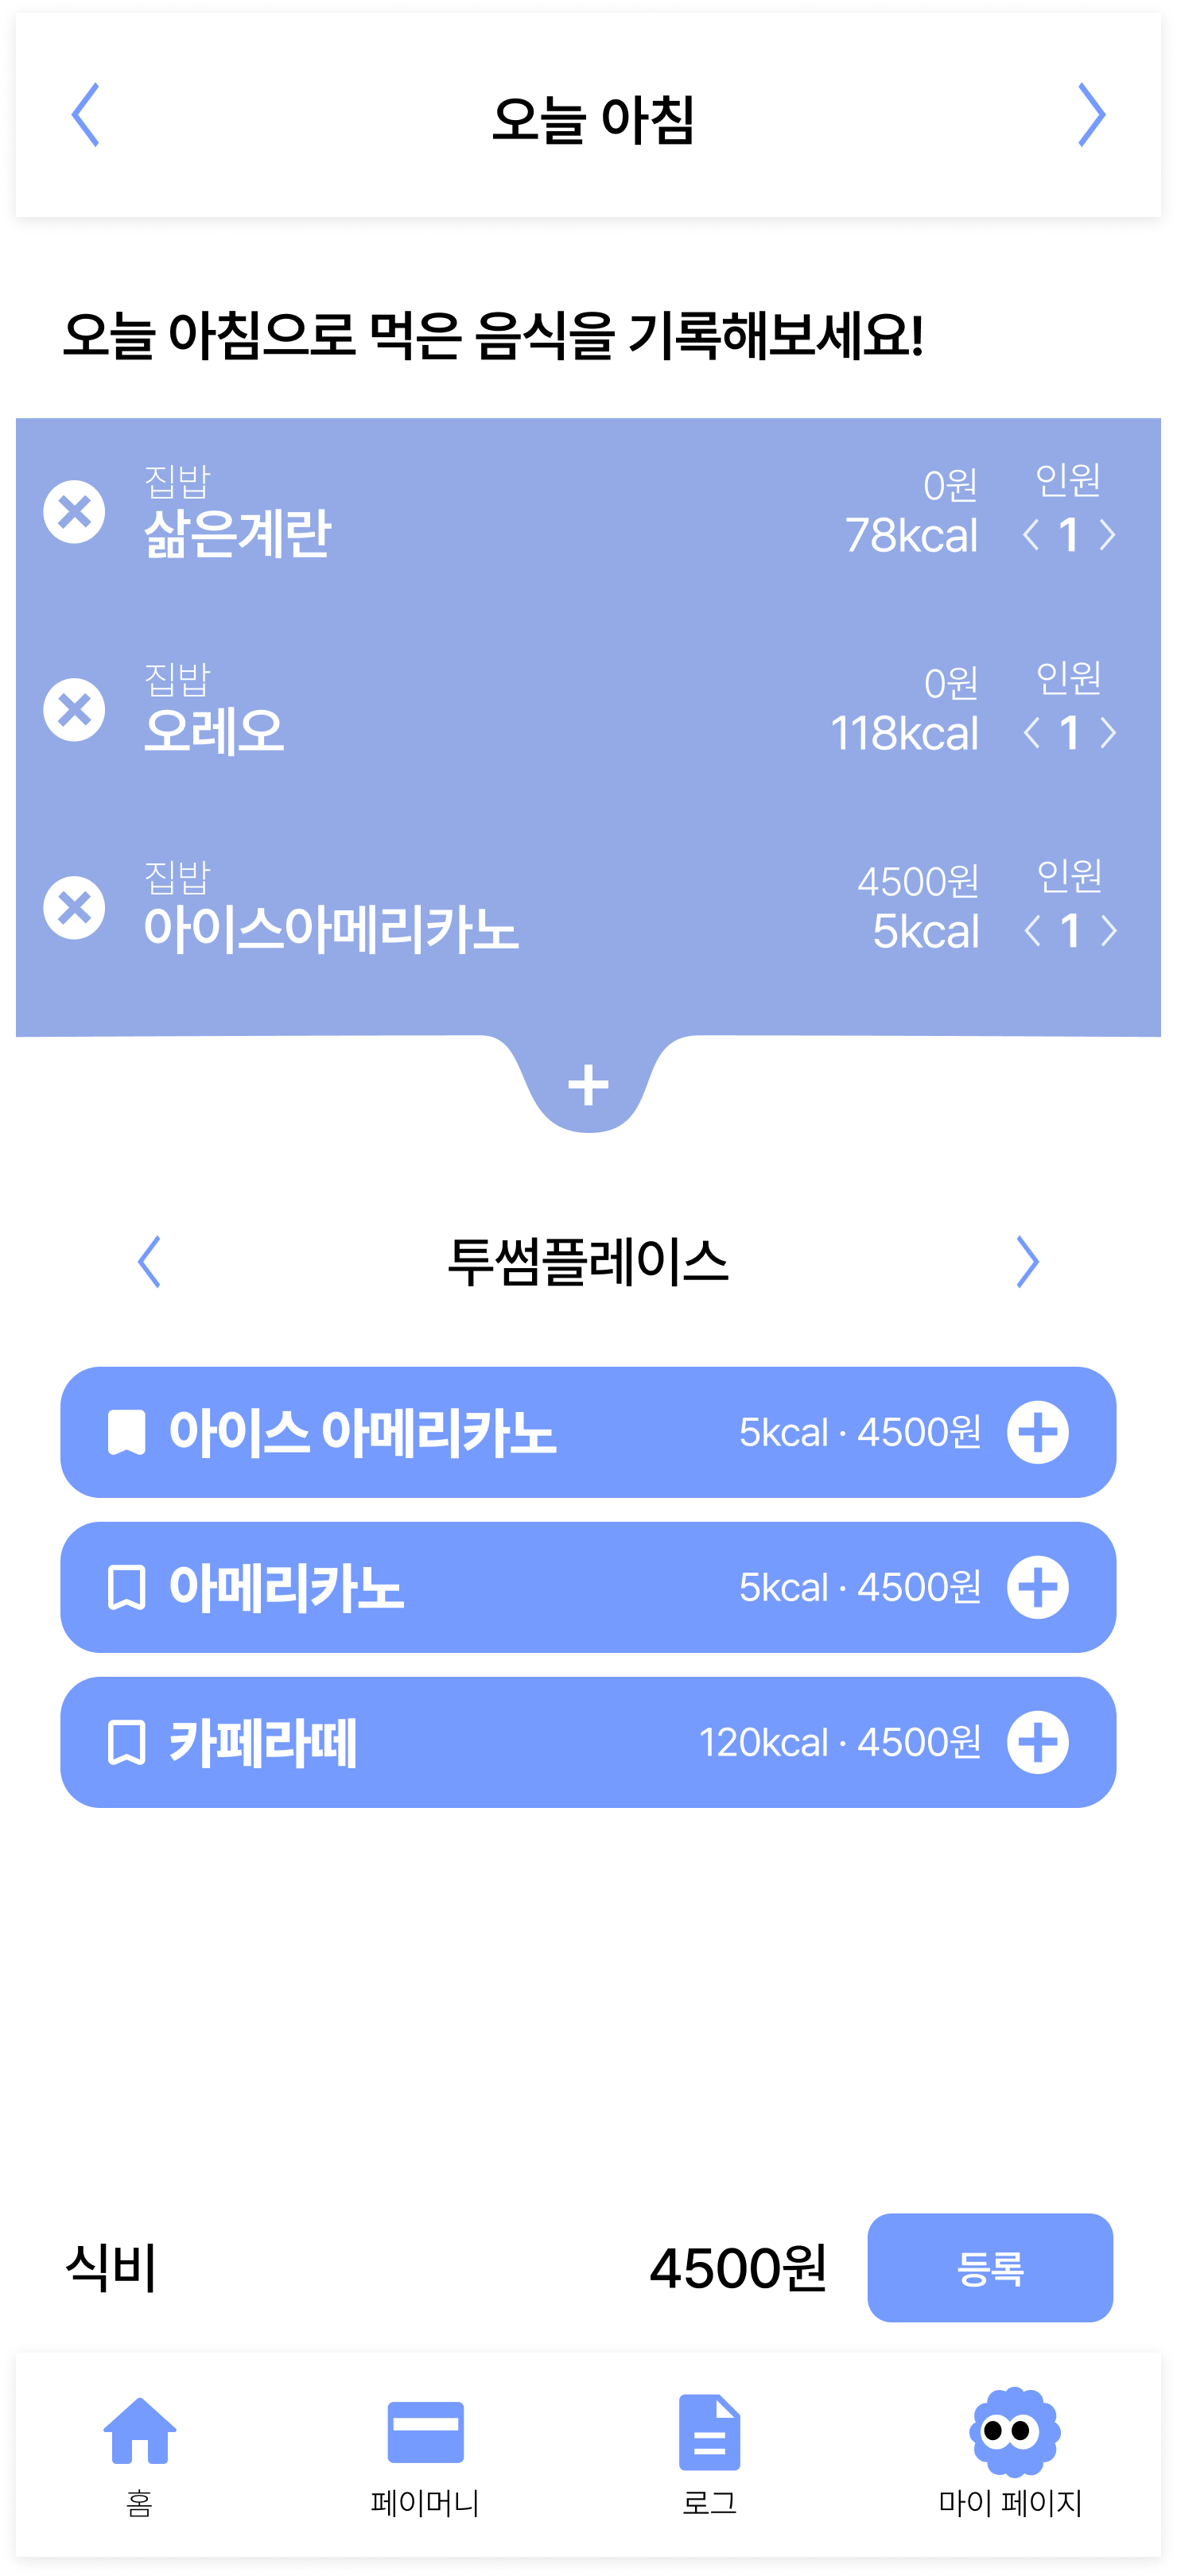 오늘 아침
오늘 아침으로 먹은 음식을 기록해보세요!
집밥
삶은계란
0원
78kcal
인원
1
집밥
오레오
0원
118kcal
인원
1
집밥
아이스아메리카노
4500원
5kcal
인원
1
투썸플레이스
아이스 아메리카노 5kcal · 4500원
아메리카노 5kcal · 4500원
카페라떼 120kcal · 4500원
식비 4500원 등록
홈 페이머니 로그 마이 페이지